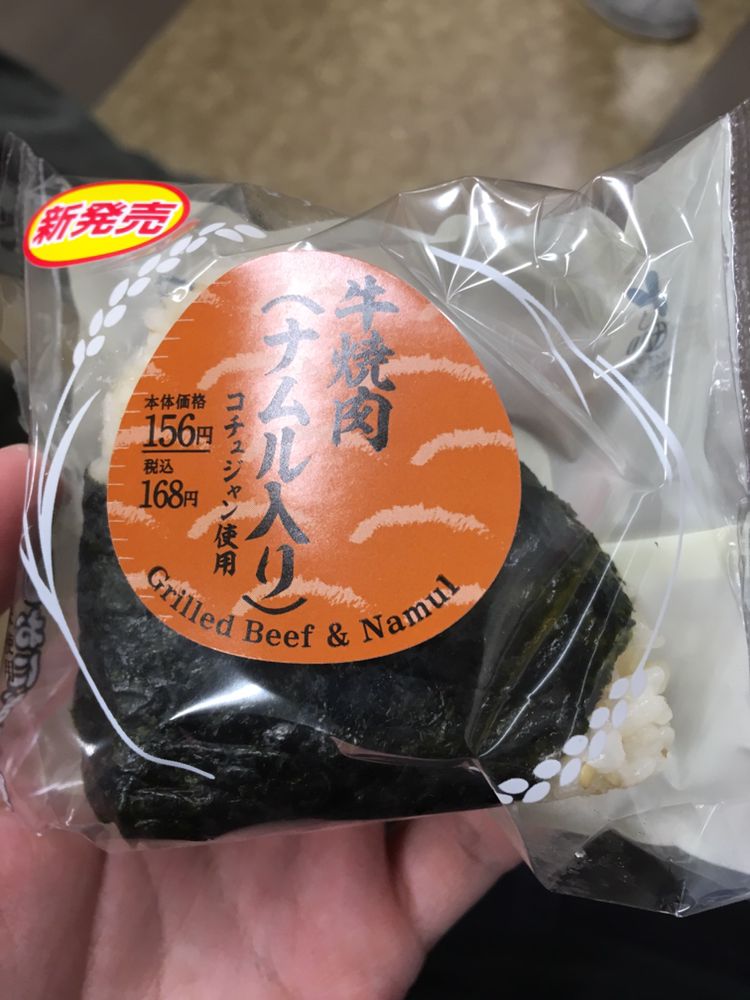 新発売
牛焼肉
（ナムル入り）
コチュジャン使用
本体価格
156円
税込
168円
Grilled Beef & Namul